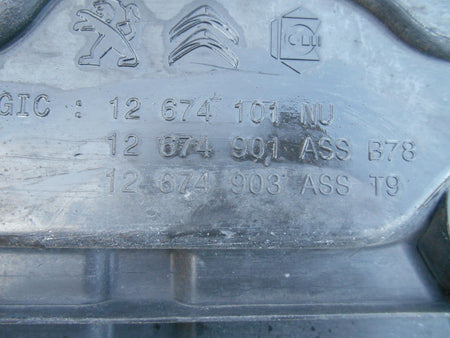 GIC : 12 674 101 NU
12 674 901 ASS B78
12 674 903 ASS T9